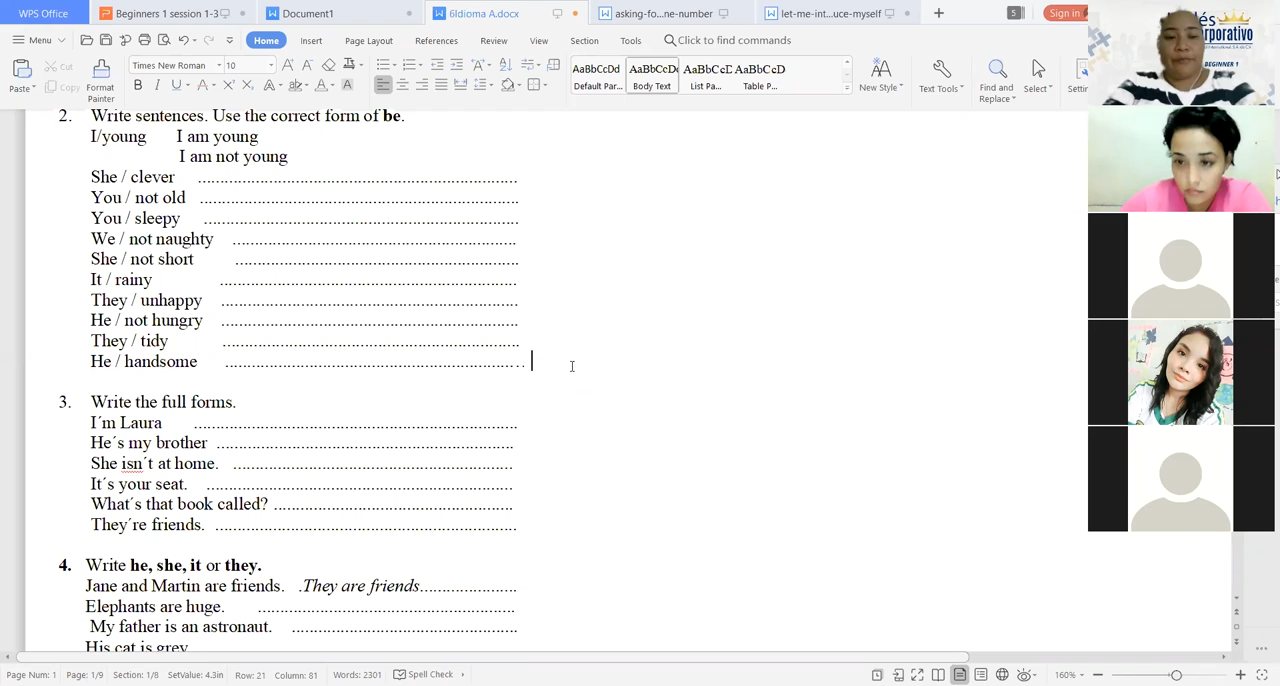 WPS Office
Beginners 1 session 1-3
Document1
6Idioma A.docx
asking-fo...ne-number
let-me-int...uce-myself
+
5
Sign in
Menu
Home
Insert
Page Layout
References
Review
View
Section
Tools
Click to find commands
Paste
Cut
Copy
Format
Painter
Times New Roman
10
AaBbCcDd
Default Par...
AaBbCcDd
Body Text
AaBbCcDd
List Pa...
AaBbCcD
Table P...
New Style
Text Tools
Find and
Replace
Select
BEGINNER 1
2. Write sentences. Use the correct form of be.
I/young I am young
I am not young
She / clever ..........................................................................
You / not old ..........................................................................
You / sleepy ..........................................................................
We / not naughty ..................................................................
She / not short ..................................................................
It / rainy ......................................................................
They / unhappy .....................................................................
He / not hungry .....................................................................
They / tidy .....................................................................
He / handsome .....................................................................
3. Write the full forms.
I´m Laura ..........................................................................
He´s my brother .....................................................................
She isn´t at home. .................................................................
It´s your seat. .......................................................................
What´s that book called? .......................................................
They´re friends. .....................................................................
4. Write he, she, it or they.
Jane and Martin are friends. .They are friends......................
Elephants are huge. ...........................................................
My father is an astronaut. ....................................................
His cat is grey
Page Num: 1
Page: 1/9
Section: 1/8
SetValue: 4.3in
Row: 21
Column: 81
Words: 2301
Spell Check
160%